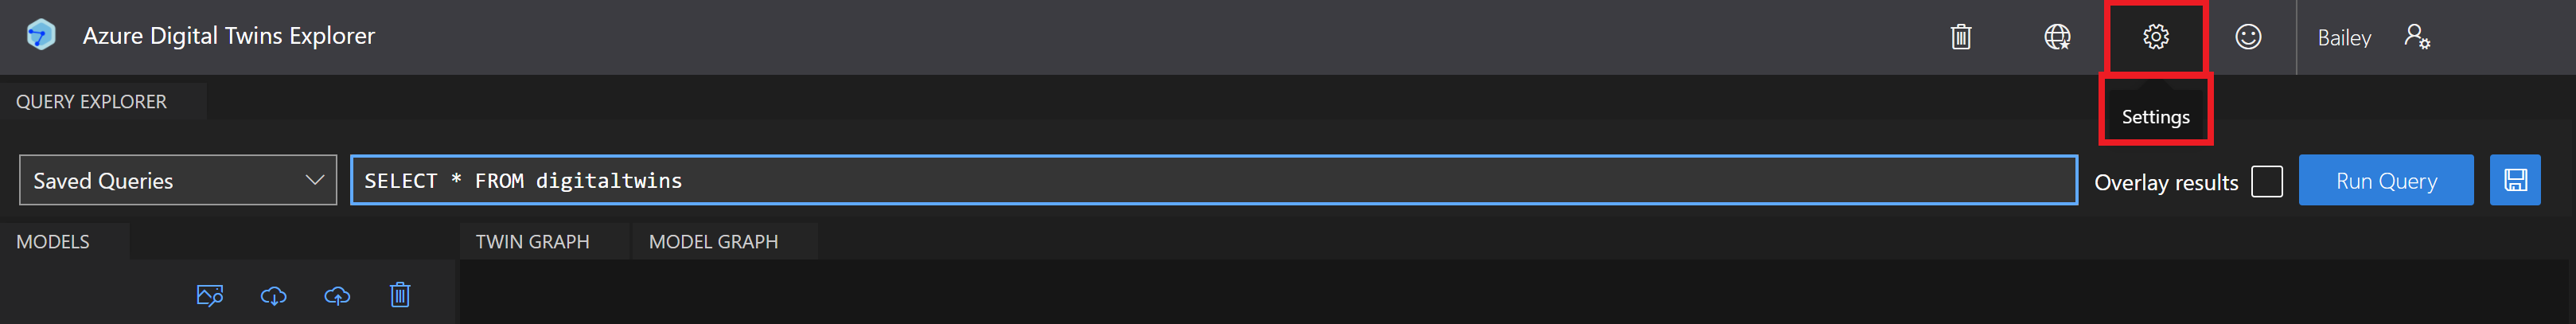 Azure Digital Twins Explorer
Bailey
QUERY EXPLORER
Settings
Saved Queries
SELECT * FROM digitaltwins
Overlay results
Run Query
MODELS
TWIN GRAPH
MODEL GRAPH